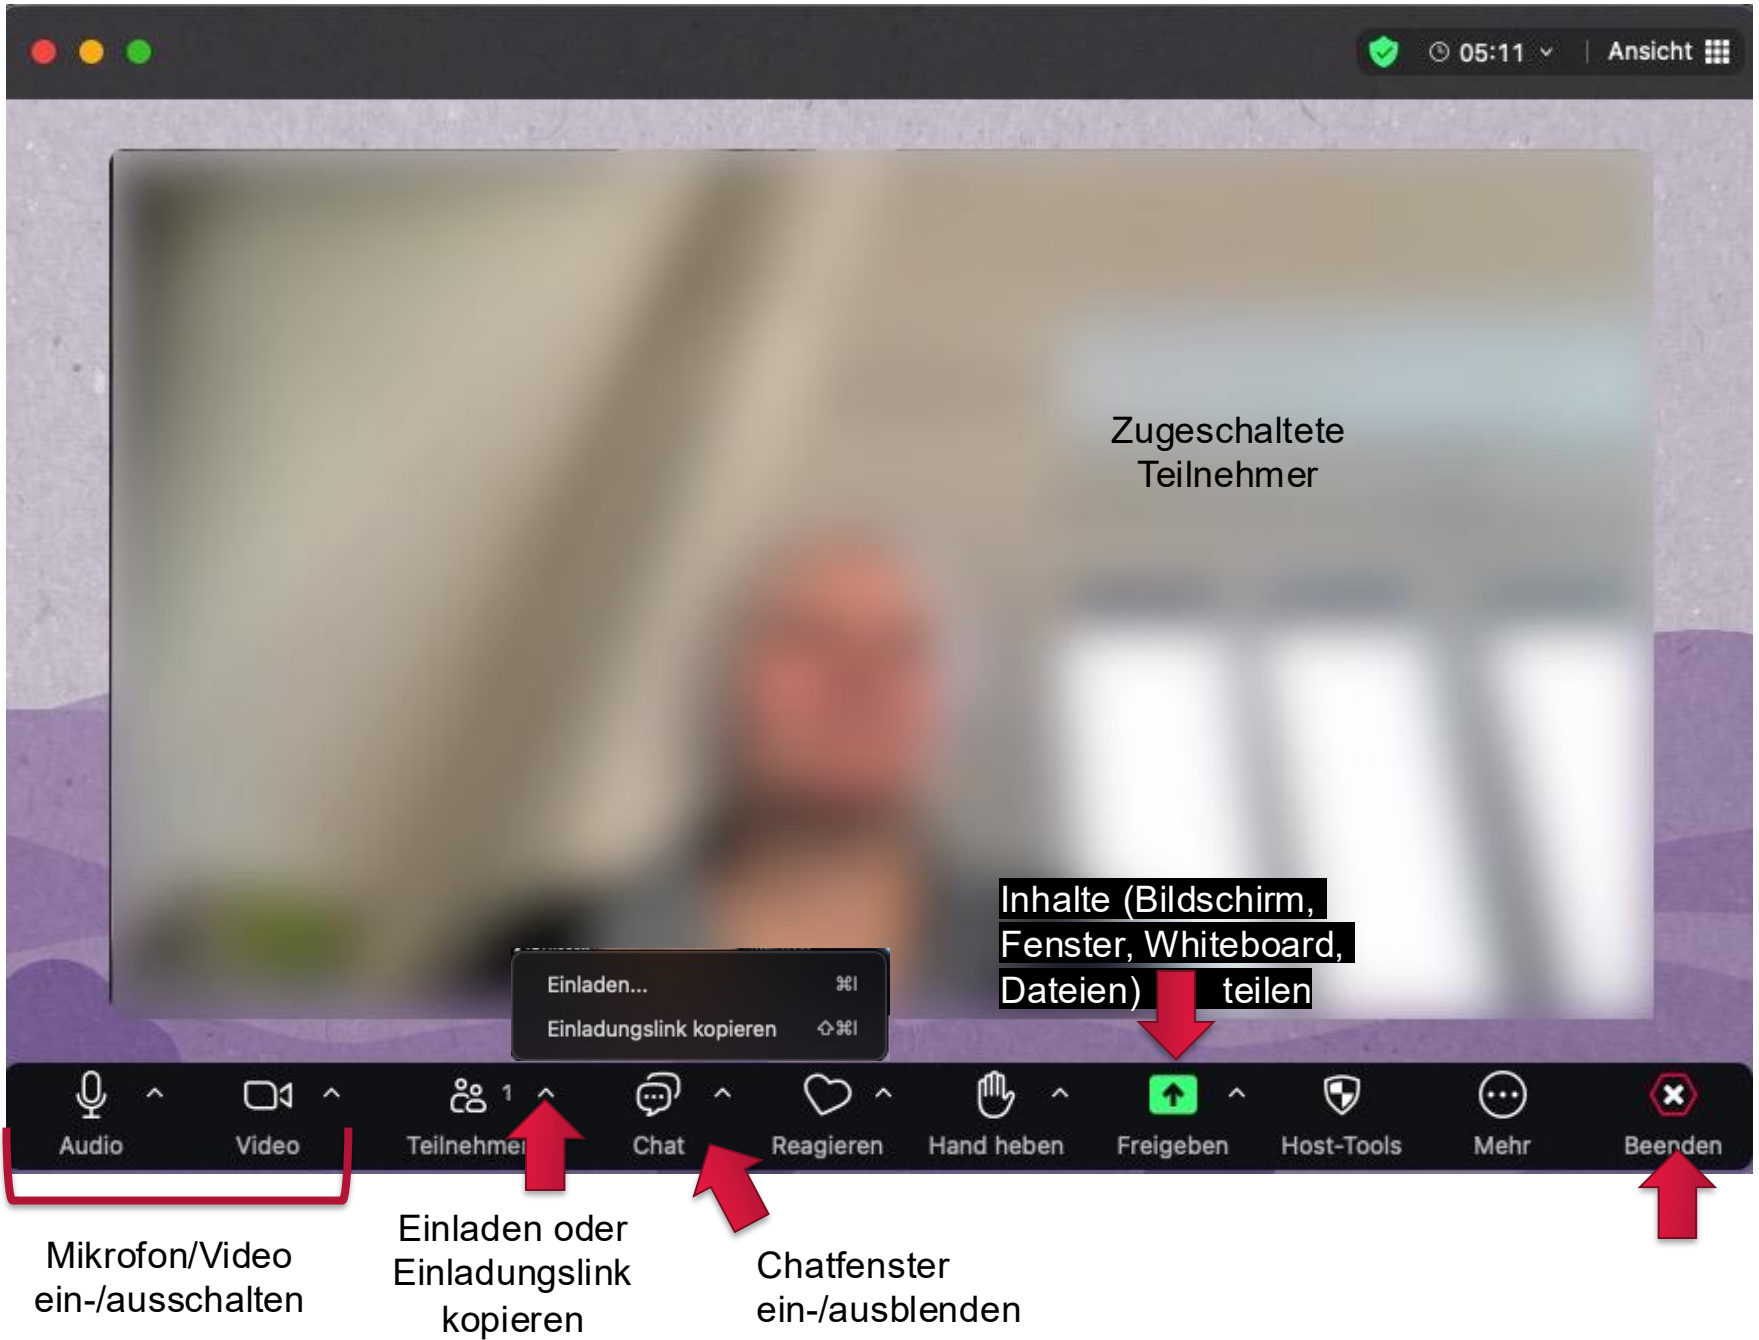 05:11 Ansicht
Zugeschaltete
Teilnehmer
Inhalte (Bildschirm,
Fenster, Whiteboard,
Dateien) teilen
Einladen... ⌘I
Einladungslink kopieren ⇧⌘I
1
Audio Video Teilnehmer Chat Reagieren Hand heben Freigeben Host-Tools Mehr Beenden
Mikrofon/Video
ein-/ausschalten
Einladen oder
Einladungslink
kopieren
Chatfenster
ein-/ausblenden